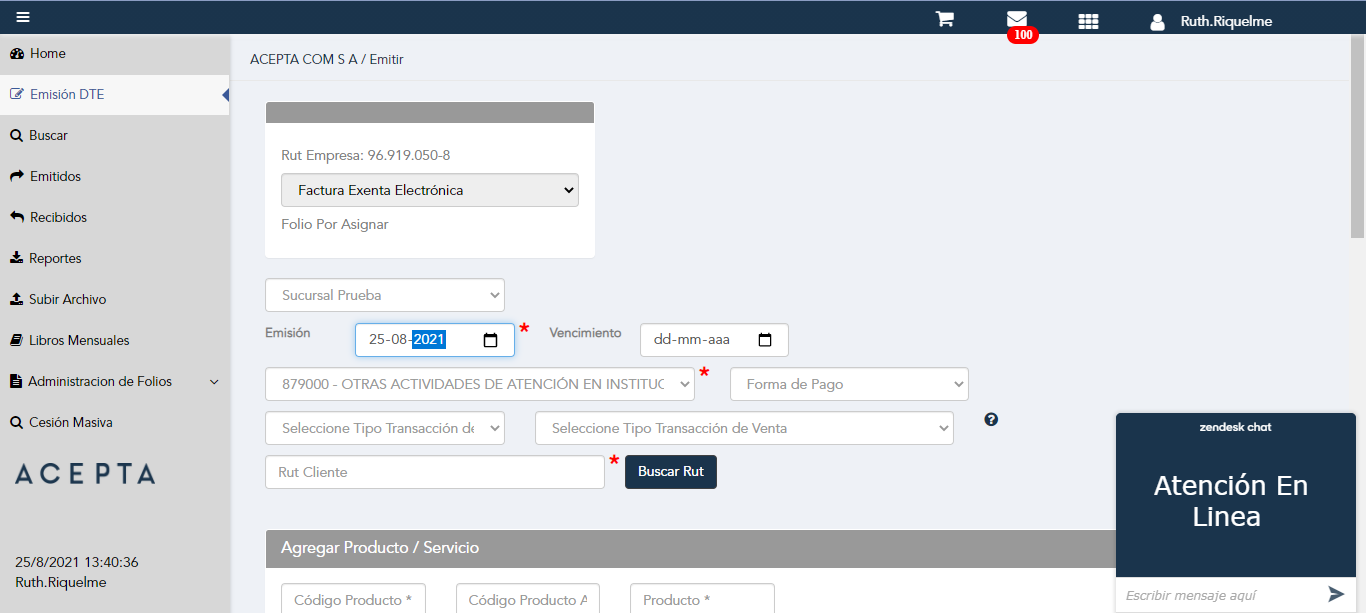 Ruth.Riquelme
100
Home
Emisión DTE
Buscar
Emitidos
Recibidos
Reportes
Subir Archivo
Libros Mensuales
Administracion de Folios
Cesión Masiva
ACEPTA
25/8/2021 13:40:36
Ruth.Riquelme
ACEPTA COM S A / Emitir
Rut Empresa: 96.919.050-8
Factura Exenta Electrónica
Folio Por Asignar
Sucursal Prueba
Emisión 25-08-2021 * Vencimiento dd-mm-aaa
879000 - OTRAS ACTIVIDADES DE ATENCIÓN EN INSTITUC * Forma de Pago
Seleccione Tipo Transacción de Seleccione Tipo Transacción de Venta ?
Rut Cliente * Buscar Rut
Agregar Producto / Servicio
Código Producto * Código Producto A Producto *
zendesk chat
Atención En
Linea
Escribir mensaje aquí